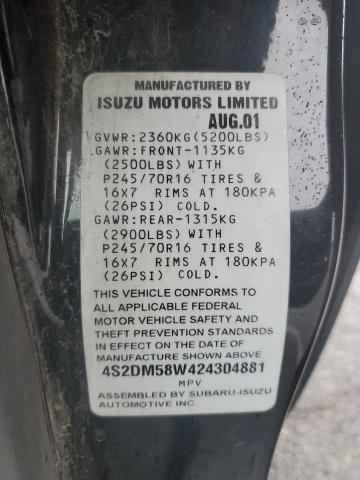 MANUFACTURED BY
ISUZU MOTORS LIMITED
AUG.01
GVWR:2360KG(5200LBS)
GAWR:FRONT-1135KG
(2500LBS) WITH
P245/70R16 TIRES &
16x7 RIMS AT 180KPA
(26PSI) COLD.
GAWR:REAR-1315KG
(2900LBS) WITH
P245/70R16 TIRES &
16x7 RIMS AT 180KPA
(26PSI) COLD.
THIS VEHICLE CONFORMS TO
ALL APPLICABLE FEDERAL
MOTOR VEHICLE SAFETY AND
THEFT PREVENTION STANDARDS
IN EFFECT ON THE DATE OF
MANUFACTURE SHOWN ABOVE
4S2DM58W424304881
MPV
ASSEMBLED BY SUBARU-ISUZU
AUTOMOTIVE INC.